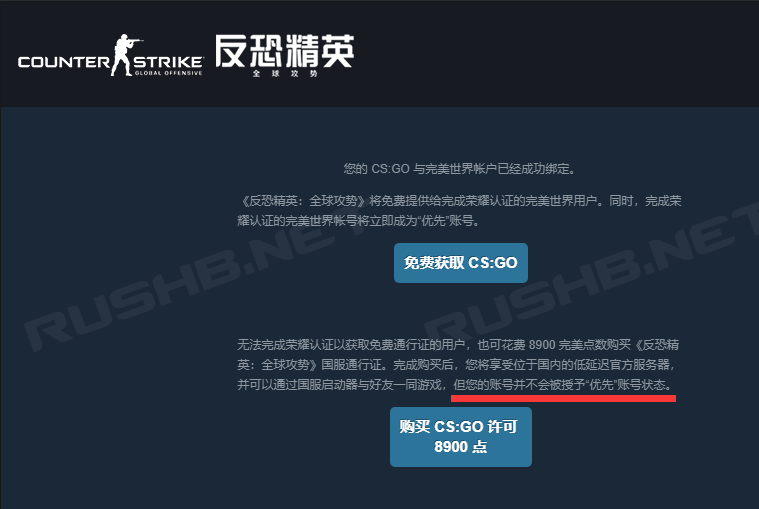 COUNTER STRIKE
GLOBAL OFFENSIVE
反恐精英
全球攻势
您的 CS:GO 与完美世界帐户已经成功绑定。
《反恐精英：全球攻势》将免费提供给完成荣耀认证的完美世界用户。同时，完成荣
耀认证的完美世界帐号将立即成为“优先”账号。
免费获取 CS:GO
RUSHB.NET
RUSHB.NET
无法完成荣耀认证以获取免费通行证的用户，也可花费 8900 完美点数购买《反恐精
英：全球攻势》国服通行证。完成购买后，您将享受位于国内的低延迟官方服务器，
并可以通过国服启动器与好友一同游戏，但您的账号并不会被授予“优先”账号状态。
购买 CS:GO 许可
8900 点